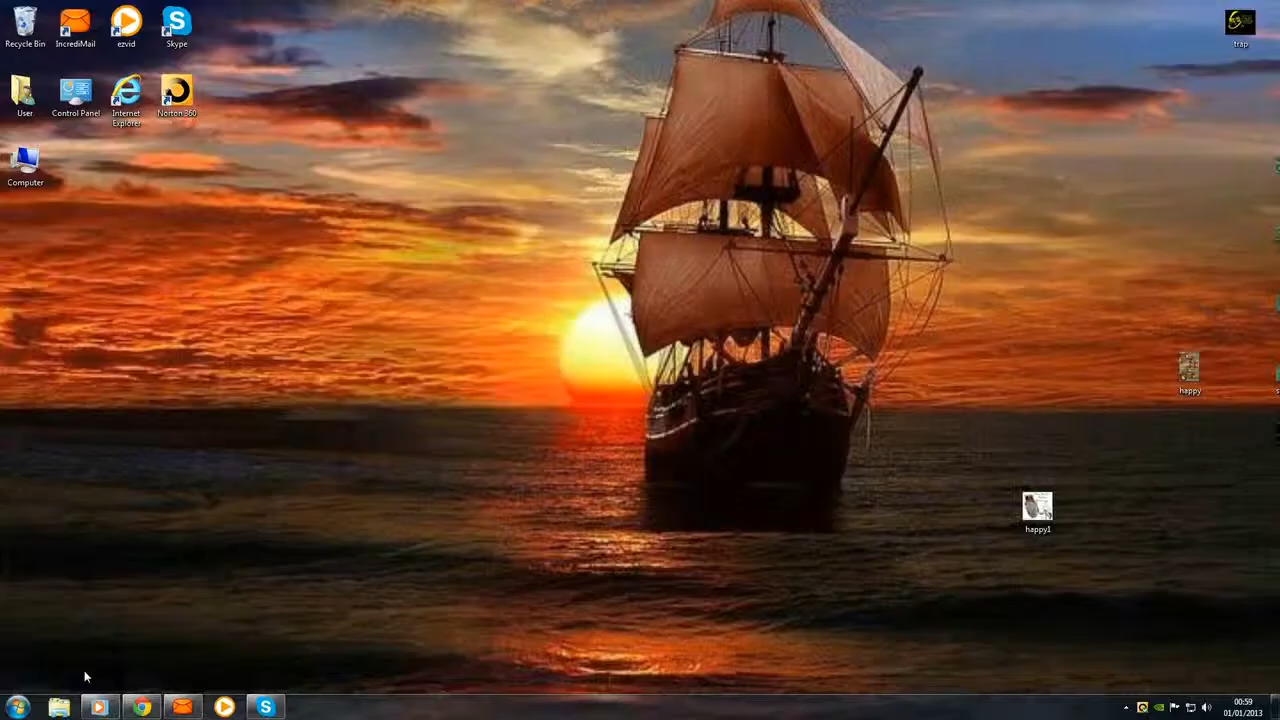 Recycle Bin
IncrediMail
ezvid
Skype
trap
User
Control Panel
Internet
Explorer
Norton 360
Computer
happy
happy1
00:59
01/01/2013